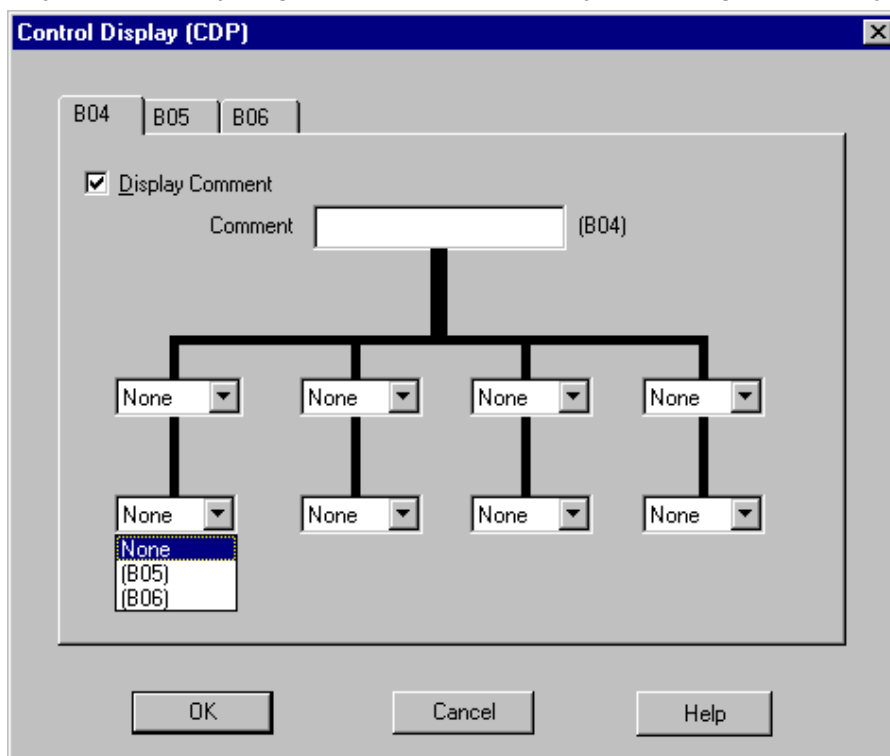 Control Display (CDP)
B04 B05 B06
Display Comment
Comment (B04)
None None None None
None None None None
None
(B05)
(B06)
OK Cancel Help